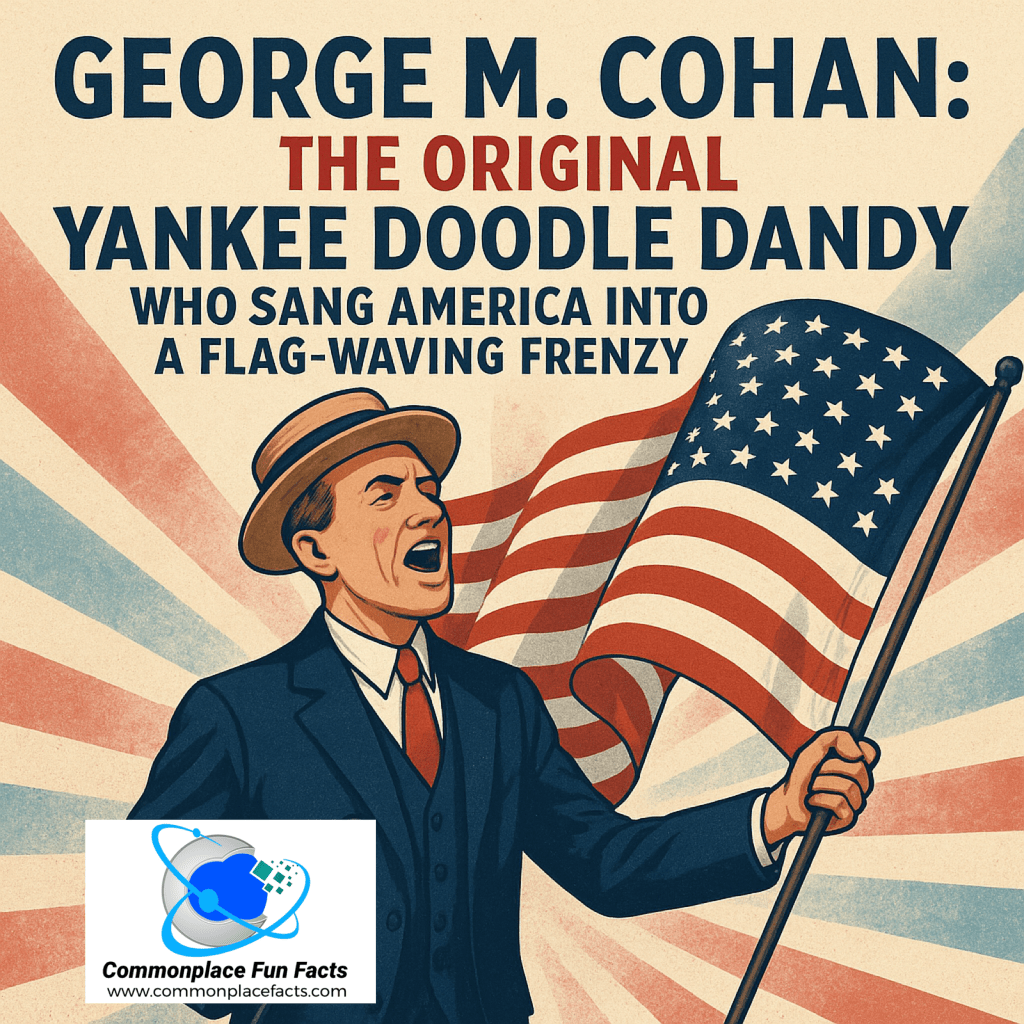 GEORGE M. COHAN:
THE ORIGINAL
YANKEE DOODLE DANDY
WHO SANG AMERICA INTO
A FLAG-WAVING FRENZY
Commonplace Fun Facts
www.commonplacefacts.com